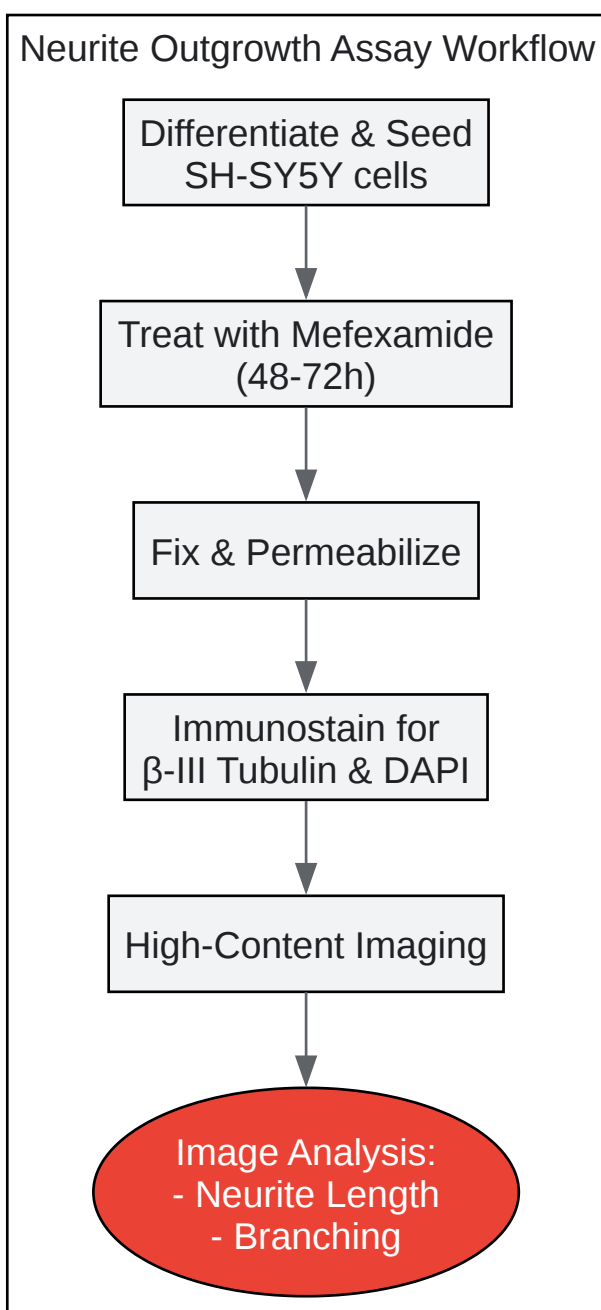 Neurite Outgrowth Assay Workflow
Differentiate & Seed
SH-SY5Y cells
Treat with Mefexamide
(48-72h)
Fix & Permeabilize
Immunostain for
β-III Tubulin & DAPI
High-Content Imaging
Image Analysis:
- Neurite Length
- Branching